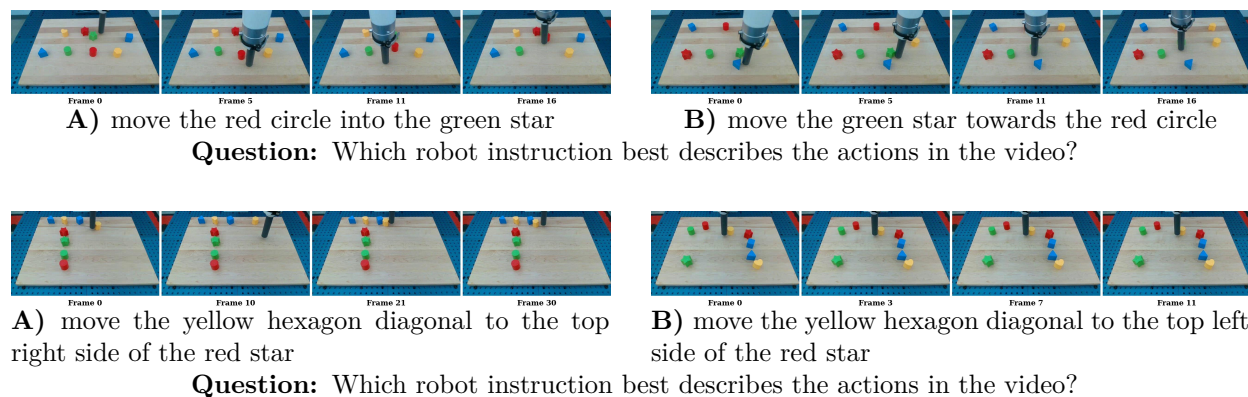 Frame 0 Frame 5 Frame 11 Frame 16
A) move the red circle into the green star
Frame 0 Frame 5 Frame 11 Frame 16
B) move the green star towards the red circle
Question: Which robot instruction best describes the actions in the video?
Frame 0 Frame 10 Frame 21 Frame 30
A) move the yellow hexagon diagonal to the top
right side of the red star
Frame 0 Frame 3 Frame 7 Frame 11
B) move the yellow hexagon diagonal to the top left
side of the red star
Question: Which robot instruction best describes the actions in the video?